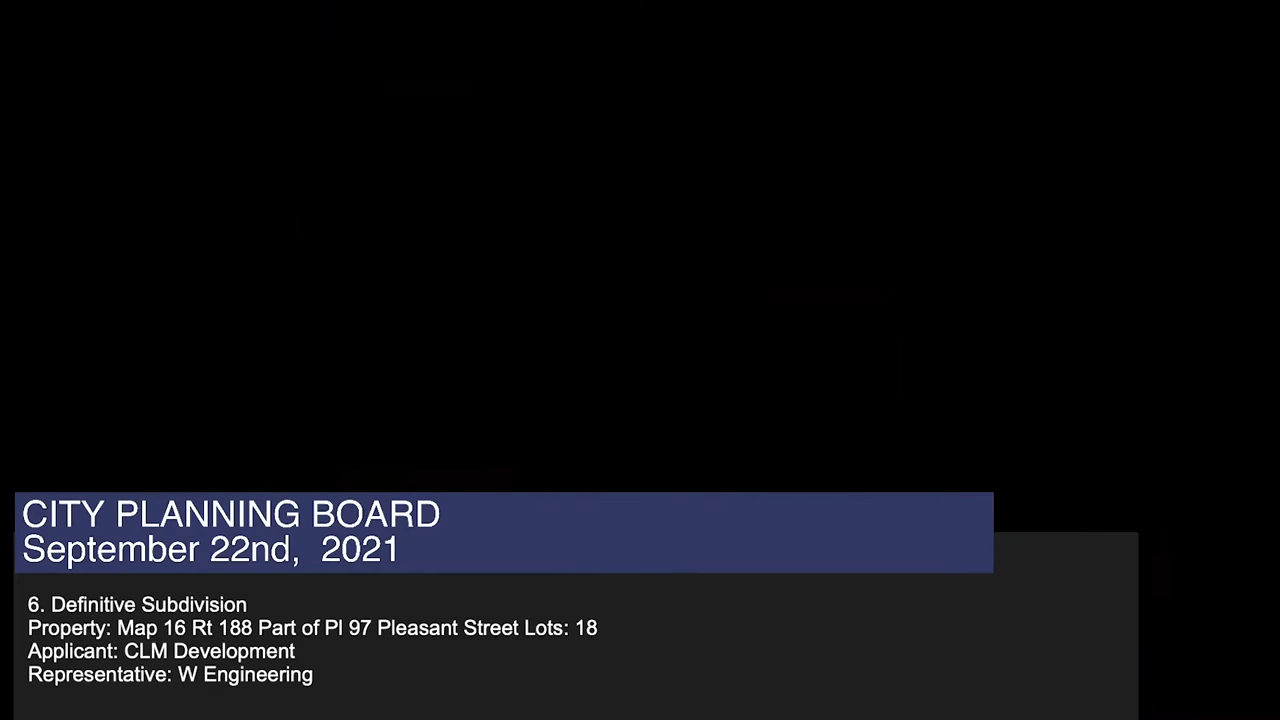 CITY PLANNING BOARD
September 22nd,  2021
6. Definitive Subdivision
Property: Map 16 Rt 188 Part of Pl 97 Pleasant Street Lots: 18
Applicant: CLM Development
Representative: W Engineering